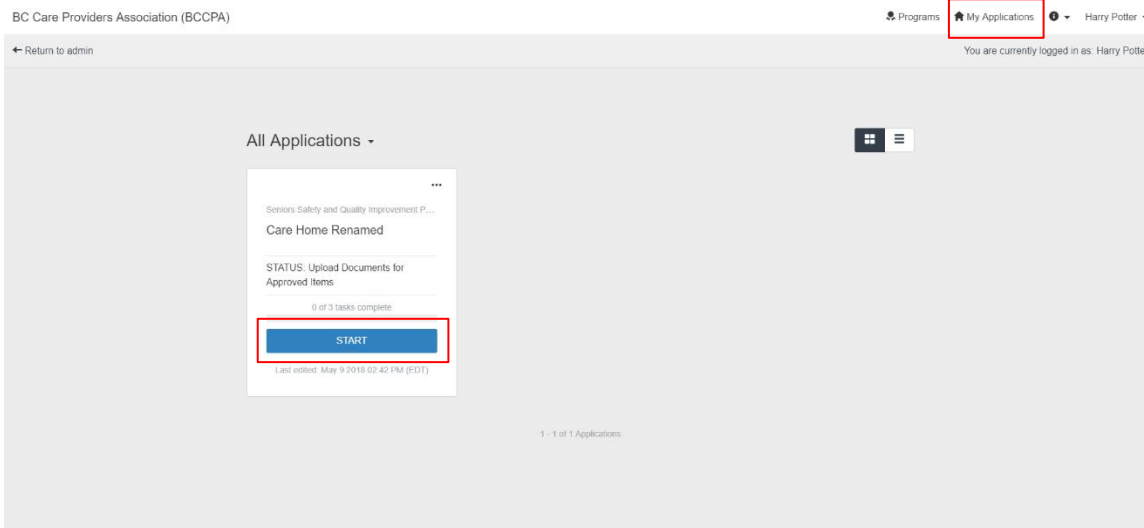 BC Care Providers Association (BCCPA)
Programs My Applications Harry Potter
Return to admin
You are currently logged in as: Harry Potte
All Applications
Seniors Safety and Quality Improvement P...
Care Home Renamed
STATUS: Upload Documents for
Approved Items
0 of 3 tasks complete
START
Last edited: May 9 2018 02:42 PM (EDT)
1 - 1 of 1 Applications